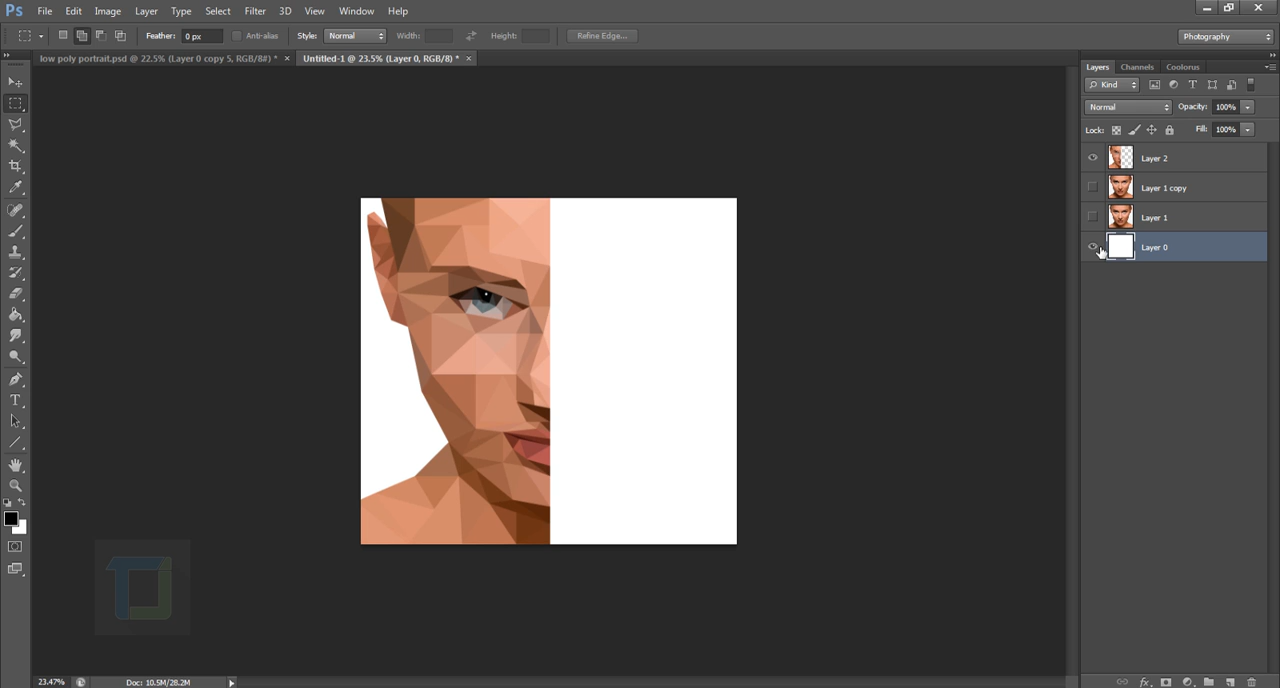 Ps File Edit Image Layer Type Select Filter 3D View Window Help
Feather: 0 px Anti-alias Style: Normal Width: Height: Refine Edge... Photography
low poly portrait.psd @ 22.5% (Layer 0 copy 5, RGB/8#) * × Untitled-1 @ 23.5% (Layer 0, RGB/8) * ×
Layers Channels Coolorus
Kind
Normal Opacity: 100%
Lock: Fill: 100%
Layer 2
Layer 1 copy
Layer 1
Layer 0
23.47% Doc: 10.5M/28.2M